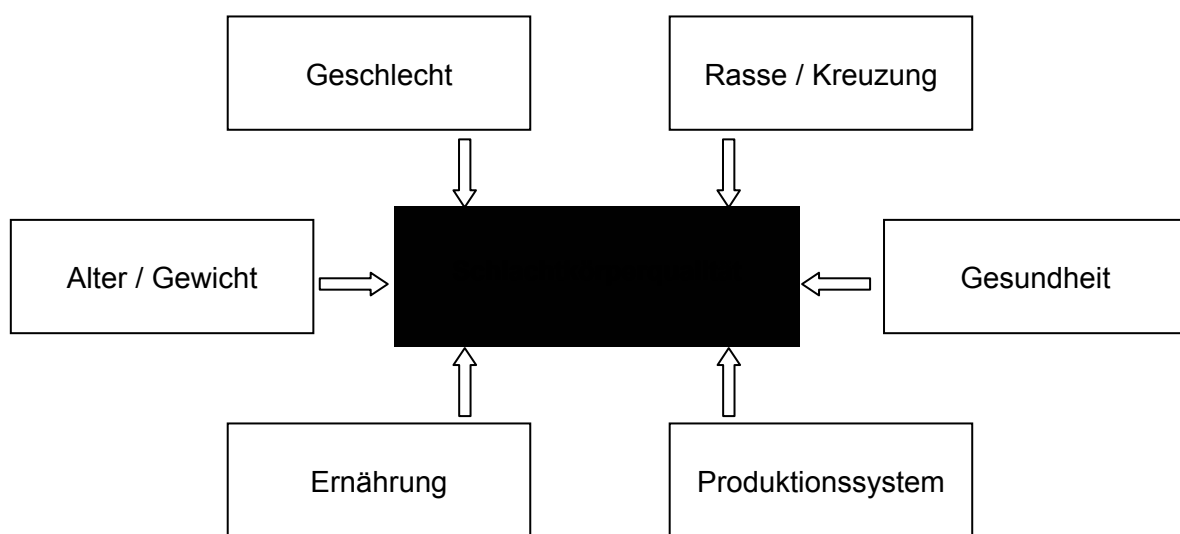 Geschlecht
Rasse / Kreuzung
Alter / Gewicht
Gesundheit
Ernährung
Produktionssystem